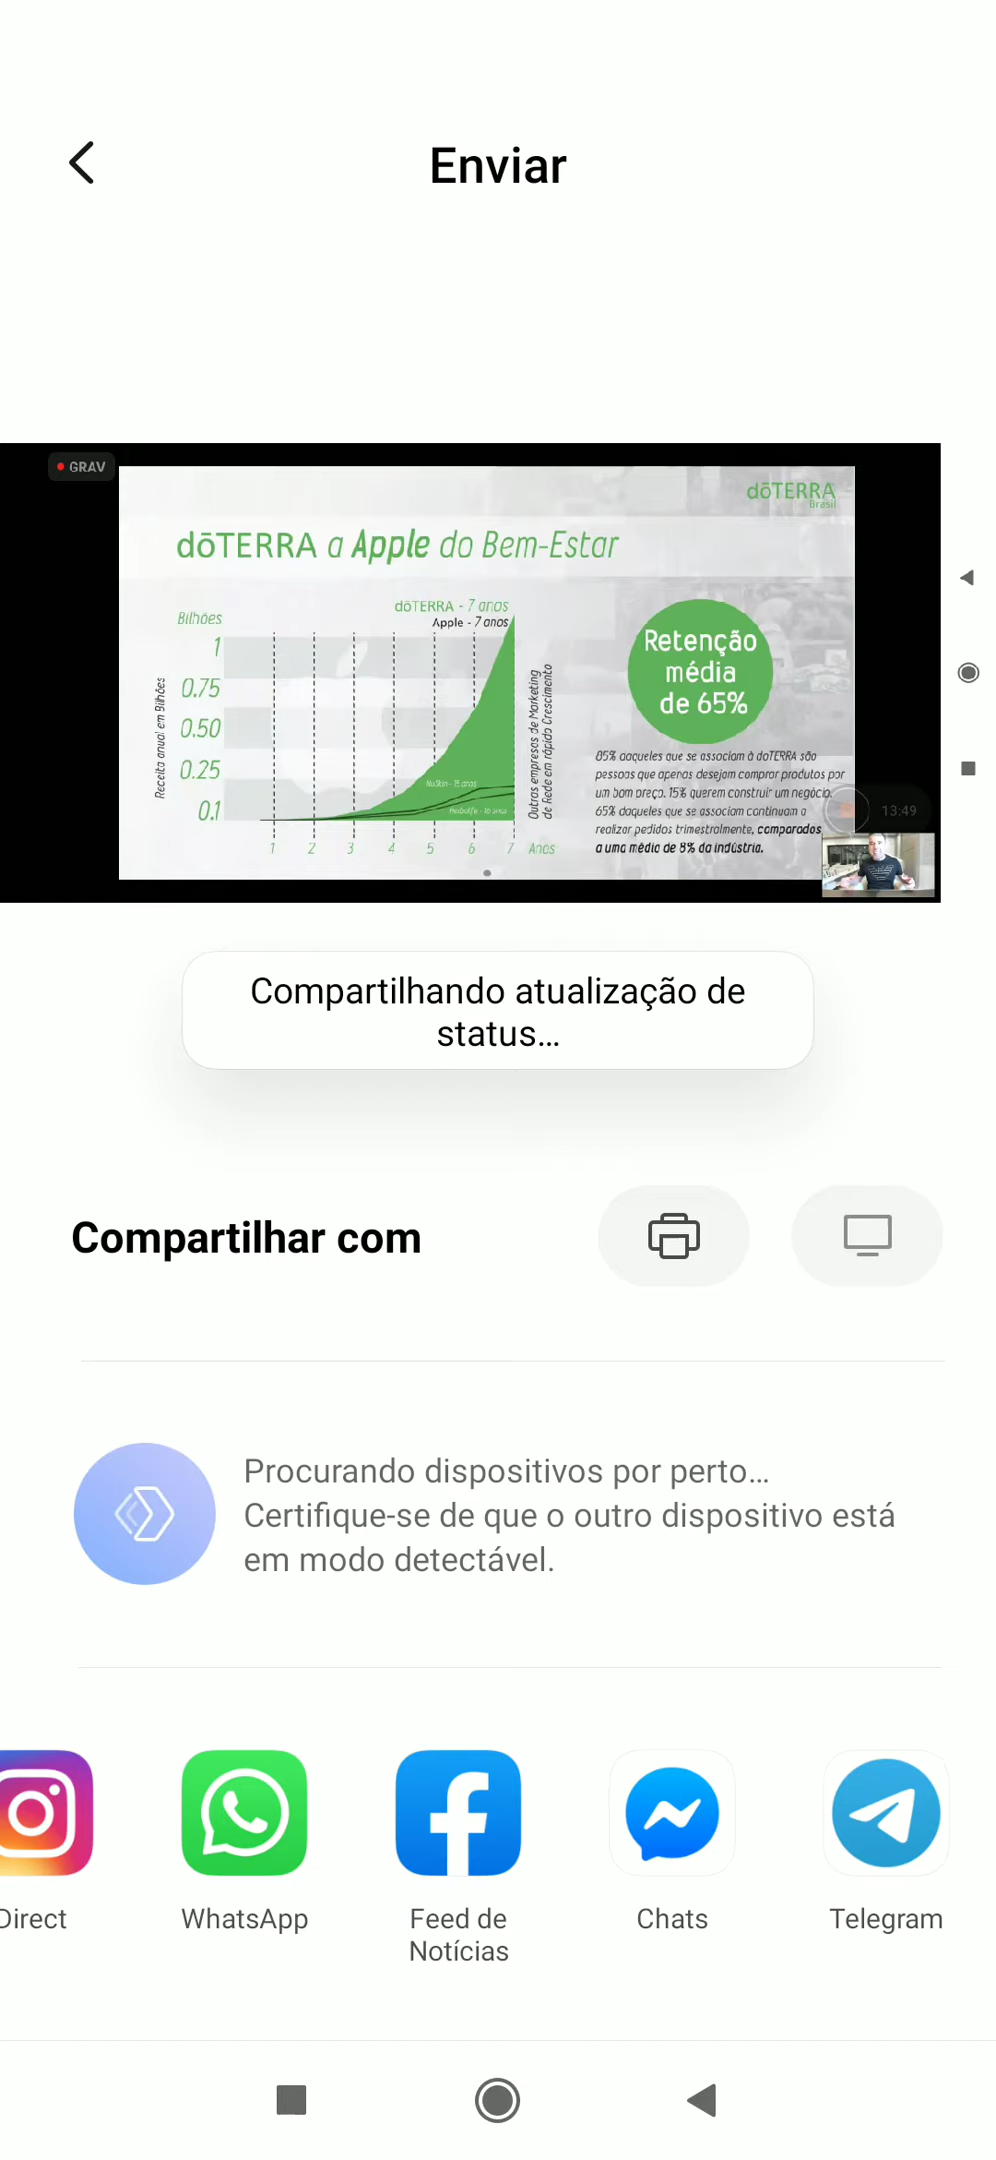 Enviar
GRAV
dōTERRA
Brasil
dōTERRA a Apple do Bem-Estar
Bilhões
dōTERRA - 7 anos
Apple - 7 anos
1
0.75
0.50
0.25
0.1
Receita anual em Bilhões
NuSkin - 15 anos
Herbalife - 16 anos
Outras empresas de Marketing
de Rede em rápido Crescimento
1 2 3 4 5 6 7 Anos
Retenção
média
de 65%
85% daqueles que se associam à doTERRA são
pessoas que apenas desejam comprar produtos por
um bom preço. 15% querem construir um negócio.
65% daqueles que se associam continuam a
realizar pedidos trimestralmente, comparados
a uma média de 8% da indústria.
13:49
Compartilhando atualização de
status...
Compartilhar com
Procurando dispositivos por perto...
Certifique-se de que o outro dispositivo está
em modo detectável.
Direct
WhatsApp
Feed de
Notícias
Chats
Telegram